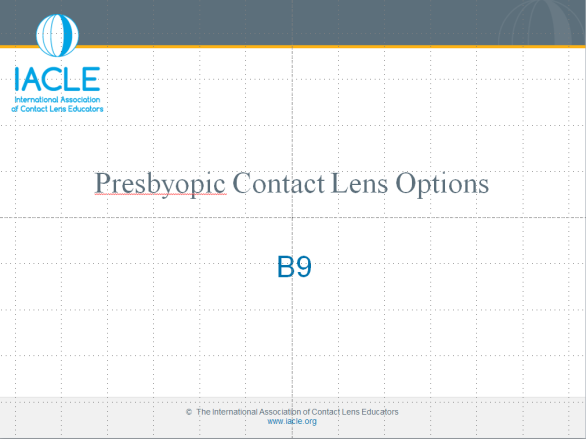 IACLE
International Association
of Contact Lens Educators
Presbyopic Contact Lens Options
B9
© The International Association of Contact Lens Educators
www.iacle.org